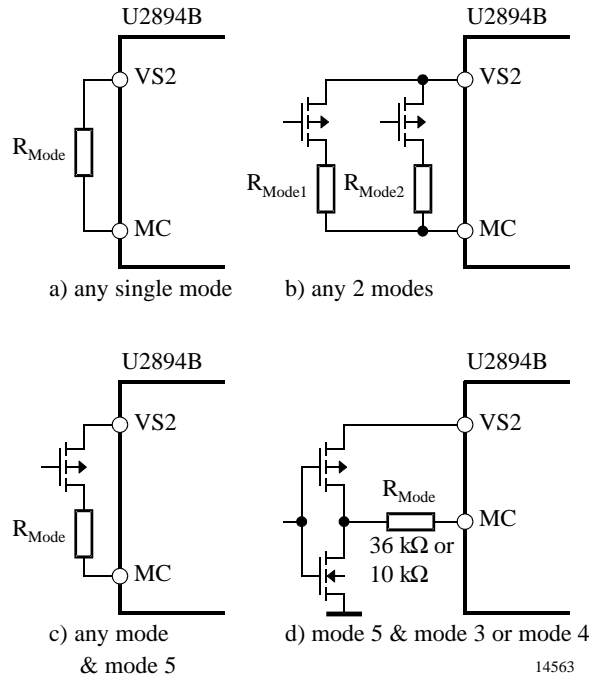 U2894B
VS2
R_Mode
MC
a) any single mode
U2894B
VS2
R_Mode1
R_Mode2
MC
b) any 2 modes
U2894B
VS2
R_Mode
MC
c) any mode
& mode 5
U2894B
VS2
R_Mode
MC
36 kΩ or
10 kΩ
d) mode 5 & mode 3 or mode 4
14563